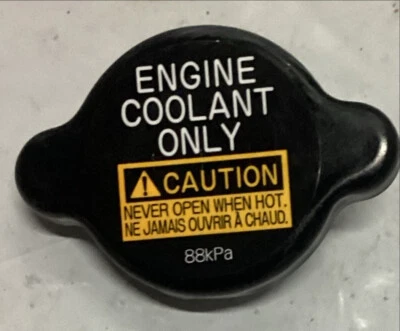 ENGINE
COOLANT
ONLY
CAUTION
NEVER OPEN WHEN HOT.
NE JAMAIS OUVRIR À CHAUD.
88kPa